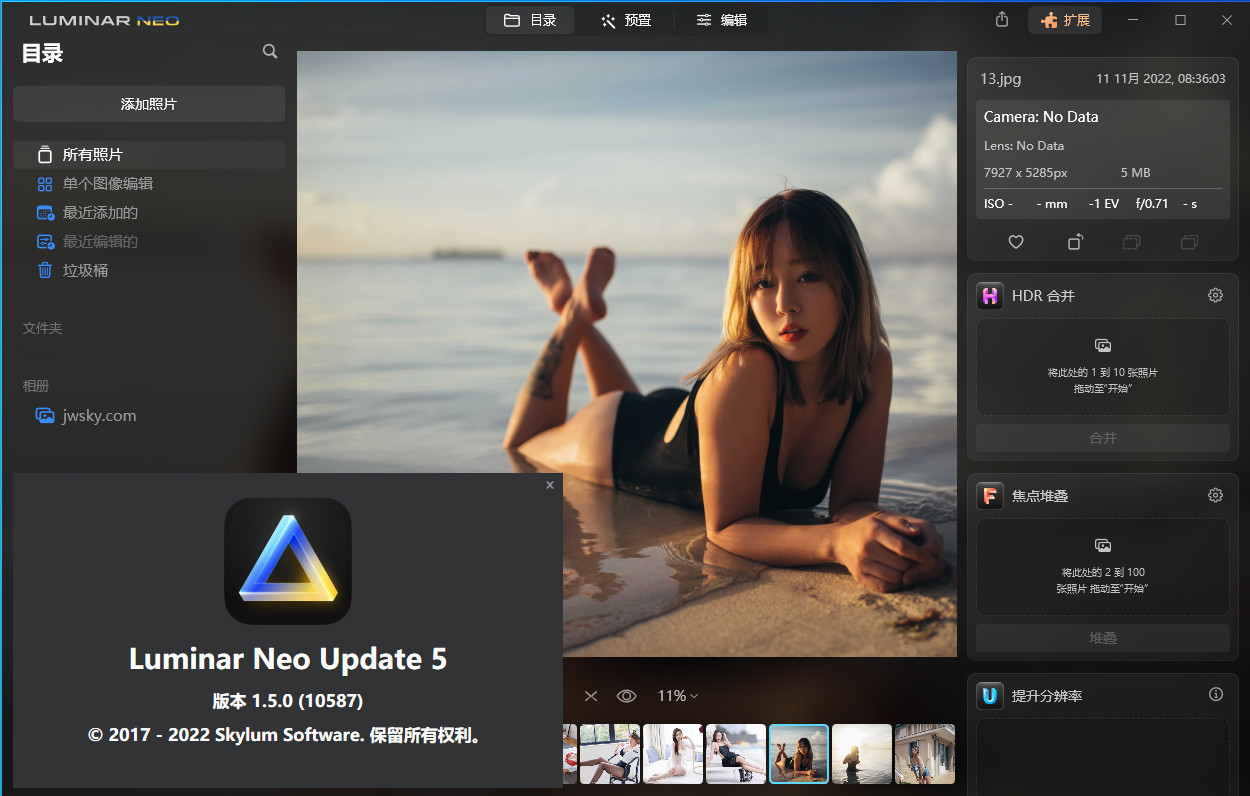 LUMINAR NEO
目录
预置
编辑
扩展
目录
添加照片
所有照片
单个图像编辑
最近添加的
最近编辑的
垃圾桶
文件夹
相册
jwsky.com
Luminar Neo Update 5
版本 1.5.0 (10587)
© 2017 - 2022 Skylum Software. 保留所有权利。
11%
13.jpg
11 11月 2022, 08:36:03
Camera: No Data
Lens: No Data
7927 x 5285px
5 MB
ISO -
- mm
-1 EV
f/0.71
- s
HDR 合并
将此处的 1 到 10 张照片
拖动至“开始”
合并
焦点堆叠
将此处的 2 到 100
张照片 拖动至“开始”
堆叠
提升分辨率